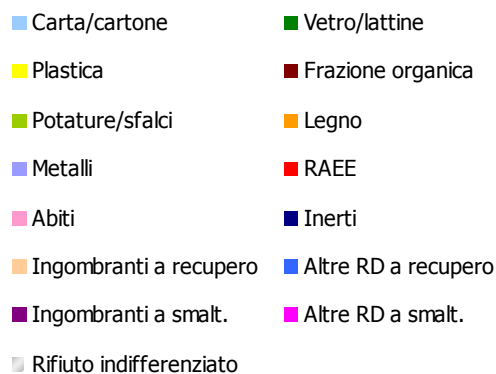 Carta/cartone Vetro/lattine
Plastica Frazione organica
Potature/sfalci Legno
Metalli RAEE
Abiti Inerti
Ingombranti a recupero Altre RD a recupero
Ingombranti a smalt. Altre RD a smalt.
Rifiuto indifferenziato